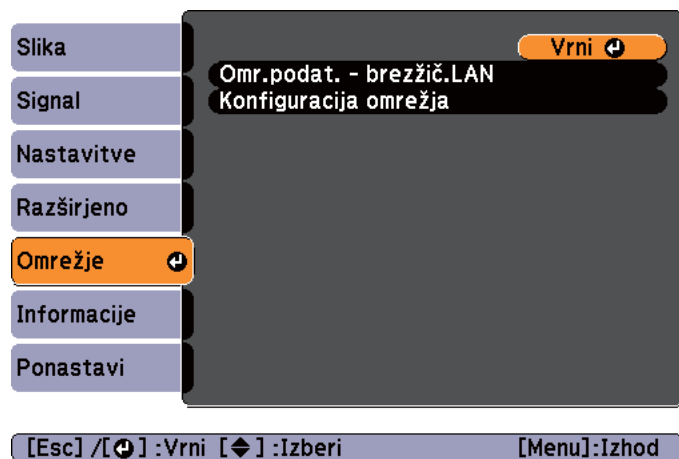 Slika
Signal
Nastavitve
Razširjeno
Omrežje
Informacije
Ponastavi
Vrni
Omr.podat. - brezžič.LAN
Konfiguracija omrežja
[Esc] /[ ] :Vrni [ ] :Izberi [Menu]:Izhod